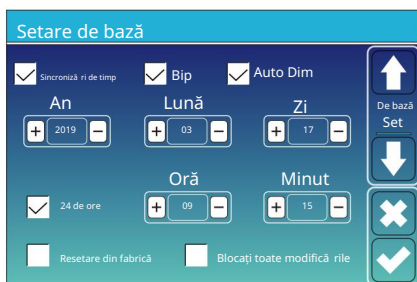 Setare de bază
Sincroniză ri de timp
Bip
Auto Dim
An
Lună
Zi
2019
03
17
De bază
Set
Oră
Minut
24 de ore
09
15
Resetare din fabrică
Blocați toate modifică rile